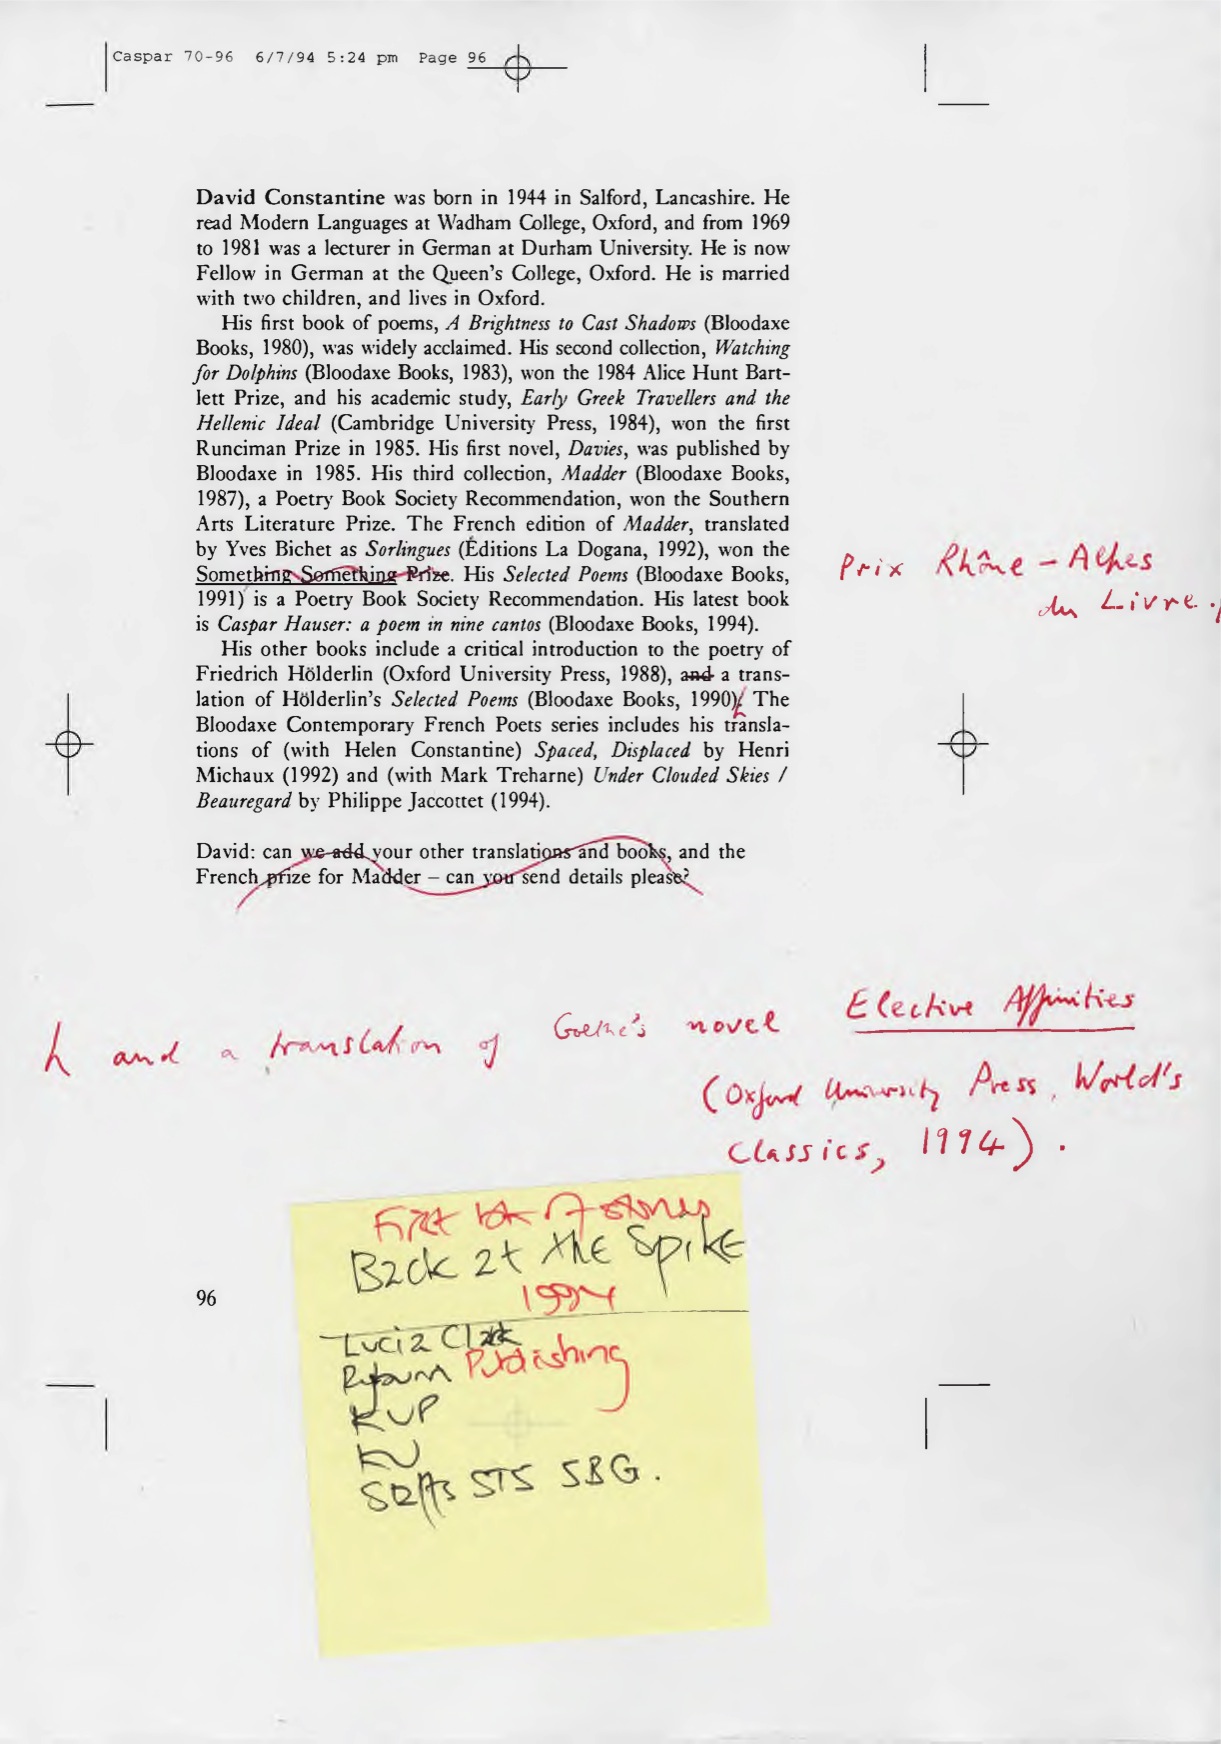 Caspar 70-96 6/7/94 5:24 pm Page 96
David Constantine was born in 1944 in Salford, Lancashire. He
read Modern Languages at Wadham College, Oxford, and from 1969
to 1981 was a lecturer in German at Durham University. He is now
Fellow in German at the Queen's College, Oxford. He is married
with two children, and lives in Oxford.
His first book of poems, A Brightness to Cast Shadows (Bloodaxe
Books, 1980), was widely acclaimed. His second collection, Watching
for Dolphins (Bloodaxe Books, 1983), won the 1984 Alice Hunt Bart-
lett Prize, and his academic study, Early Greek Travellers and the
Hellenic Ideal (Cambridge University Press, 1984), won the first
Runciman Prize in 1985. His first novel, Davies, was published by
Bloodaxe in 1985. His third collection, Madder (Bloodaxe Books,
1987), a Poetry Book Society Recommendation, won the Southern
Arts Literature Prize. The French edition of Madder, translated
by Yves Bichet as Sorlingues (Éditions La Dogana, 1992), won the
Something Something Prize. His Selected Poems (Bloodaxe Books,
1991) is a Poetry Book Society Recommendation. His latest book
is Caspar Hauser: a poem in nine cantos (Bloodaxe Books, 1994).
Prix Rhône-Alpes
du Livre.
His other books include a critical introduction to the poetry of
Friedrich Hölderlin (Oxford University Press, 1988), and a trans-
lation of Hölderlin's Selected Poems (Bloodaxe Books, 1990). The
Bloodaxe Contemporary French Poets series includes his transla-
tions of (with Helen Constantine) Spaced, Displaced by Henri
Michaux (1992) and (with Mark Treharne) Under Clouded Skies /
Beauregard by Philippe Jaccottet (1994).
David: can we add your other translations and books, and the
French prize for Madder – can you send details please?
and a translation of Goethe's novel Elective Affinities
(Oxford University Press, World's
Classics, 1994).
First bk of stories
Back at the Spike
1994
96
Lucia Clark
Ryburn Publishing
KUP
KU
STS SBG.